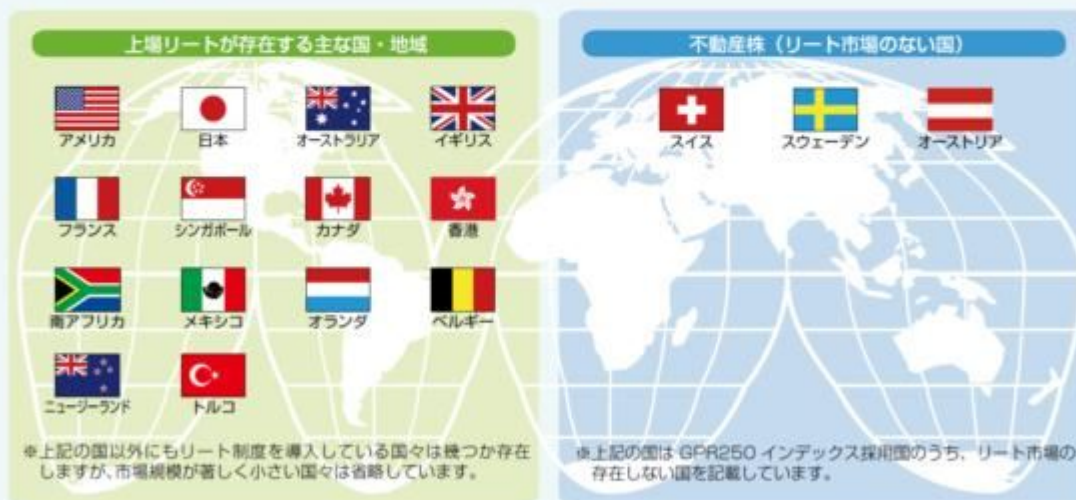 上場リートが存在する主な国・地域
アメリカ 日本 オーストラリア イギリス
フランス シンガポール カナダ 香港
南アフリカ メキシコ オランダ ベルギー
ニュージーランド トルコ
※上記の国以外にもリート制度を導入している国々は幾つか存在
しますが、市場規模が著しく小さい国々は省略しています。
不動産株（リート市場のない国）
スイス スウェーデン オーストリア
※上記の国は GPR250 インデックス採用国のうち、リート市場の
存在しない国を記載しています。